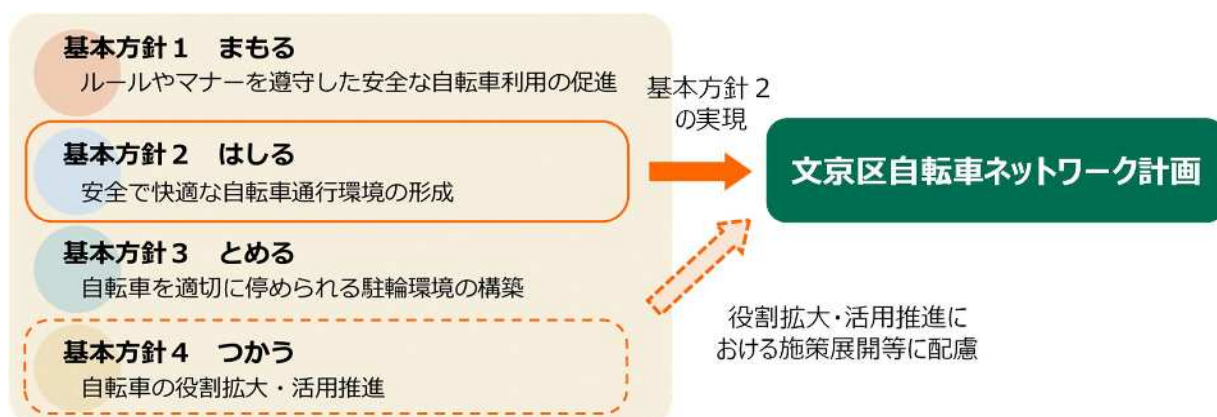 基本方針１　まもる
ルールやマナーを遵守した安全な自転車利用の促進
基本方針２　はしる
安全で快適な自転車通行環境の形成
基本方針３　とめる
自転車を適切に停められる駐輪環境の構築
基本方針４　つかう
自転車の役割拡大・活用推進
基本方針２
の実現
文京区自転車ネットワーク計画
役割拡大・活用推進に
おける施策展開等に配慮